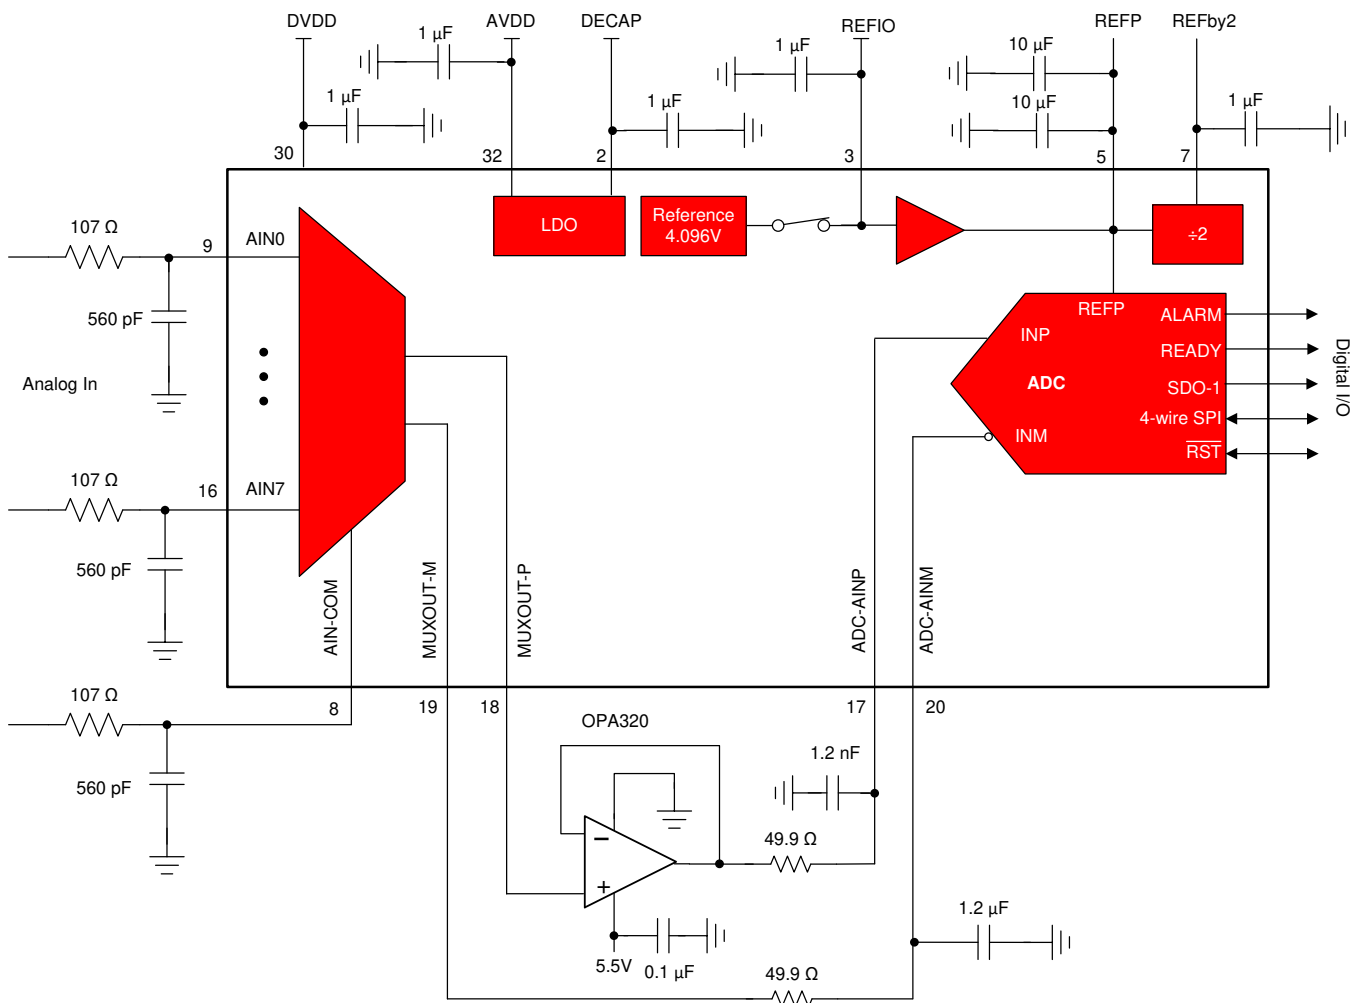 DVDD
AVDD
DECAP
REFIO
REFP
REFby2
1 µF
1 µF
10 µF
1 µF
1 µF
10 µF
1 µF
30
32
2
3
5
7
107 Ω
9
AIN0
LDO
Reference
4.096V
÷2
560 pF
REFP
ALARM
INP
READY
Analog In
ADC
SDO-1
4-wire SPI
INM
RST
Digital I/O
107 Ω
16
AIN7
560 pF
AIN-COM
MUXOUT-M
MUXOUT-P
ADC-AINP
ADC-AINM
107 Ω
8
19
18
17
20
OPA320
560 pF
1.2 nF
49.9 Ω
−
+
1.2 µF
5.5V
0.1 µF
49.9 Ω